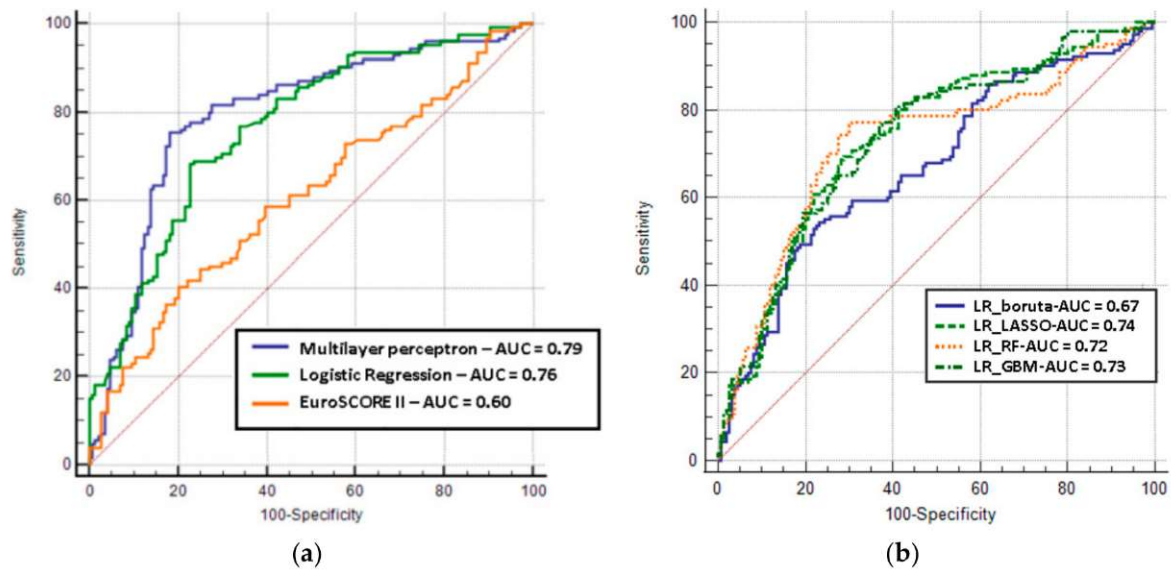 100
80
60
40
20
0
Sensitivity
Multilayer perceptron – AUC = 0.79
Logistic Regression – AUC = 0.76
EuroSCORE II – AUC = 0.60
0 20 40 60 80 100
100-Specificity
(a)
100
80
60
40
20
0
Sensitivity
LR_boruta-AUC = 0.67
LR_LASSO-AUC = 0.74
LR_RF-AUC = 0.72
LR_GBM-AUC = 0.73
0 20 40 60 80 100
100-Specificity
(b)